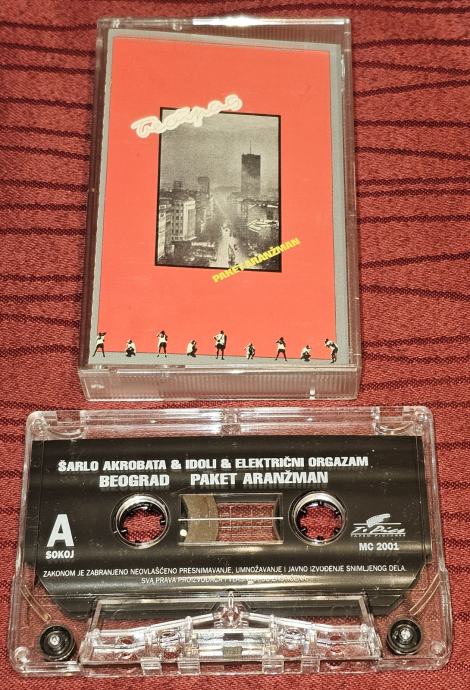 Београд
PAKET ARANŽMAN
ŠARLO AKROBATA & IDOLI & ELEKTRIČNI ORGAZAM
BEOGRAD PAKET ARANŽMAN
A
SOKOJ
MC 2001
ZAKONOM JE ZABRANJENO NEOVLAŠĆENO PRESNIMAVANJE, UMNOŽAVANJE I JAVNO IZVOĐENJE SNIMLJENOG DELA.
SVA PRAVA PROIZVOĐAČA I